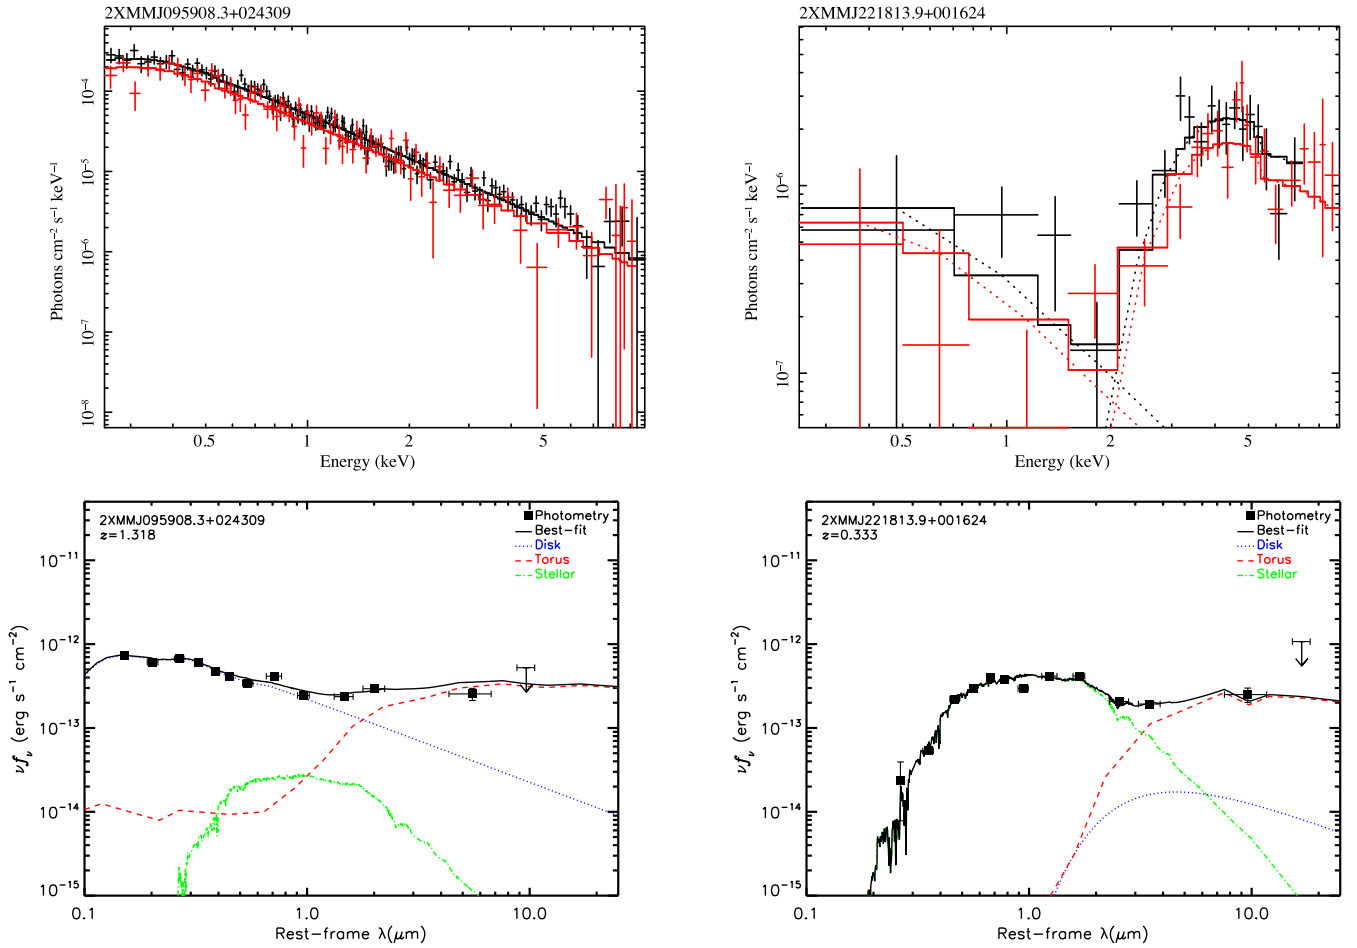 2XMMJ095908.3+024309
Photons cm⁻² s⁻¹ keV⁻¹
10⁻⁴
10⁻⁵
10⁻⁶
10⁻⁷
10⁻⁸
0.5 1 2 5
Energy (keV)
2XMMJ221813.9+001624
Photons cm⁻² s⁻¹ keV⁻¹
10⁻⁶
10⁻⁷
0.5 1 2 5
Energy (keV)
2XMMJ095908.3+024309
z=1.318
Photometry
Best-fit
Disk
Torus
Stellar
νfᵥ (erg s⁻¹ cm⁻²)
10⁻¹¹
10⁻¹²
10⁻¹³
10⁻¹⁴
10⁻¹⁵
0.1 1.0 10.0
Rest-frame λ(μm)
2XMMJ221813.9+001624
z=0.333
Photometry
Best-fit
Disk
Torus
Stellar
νfᵥ (erg s⁻¹ cm⁻²)
10⁻¹¹
10⁻¹²
10⁻¹³
10⁻¹⁴
10⁻¹⁵
0.1 1.0 10.0
Rest-frame λ(μm)